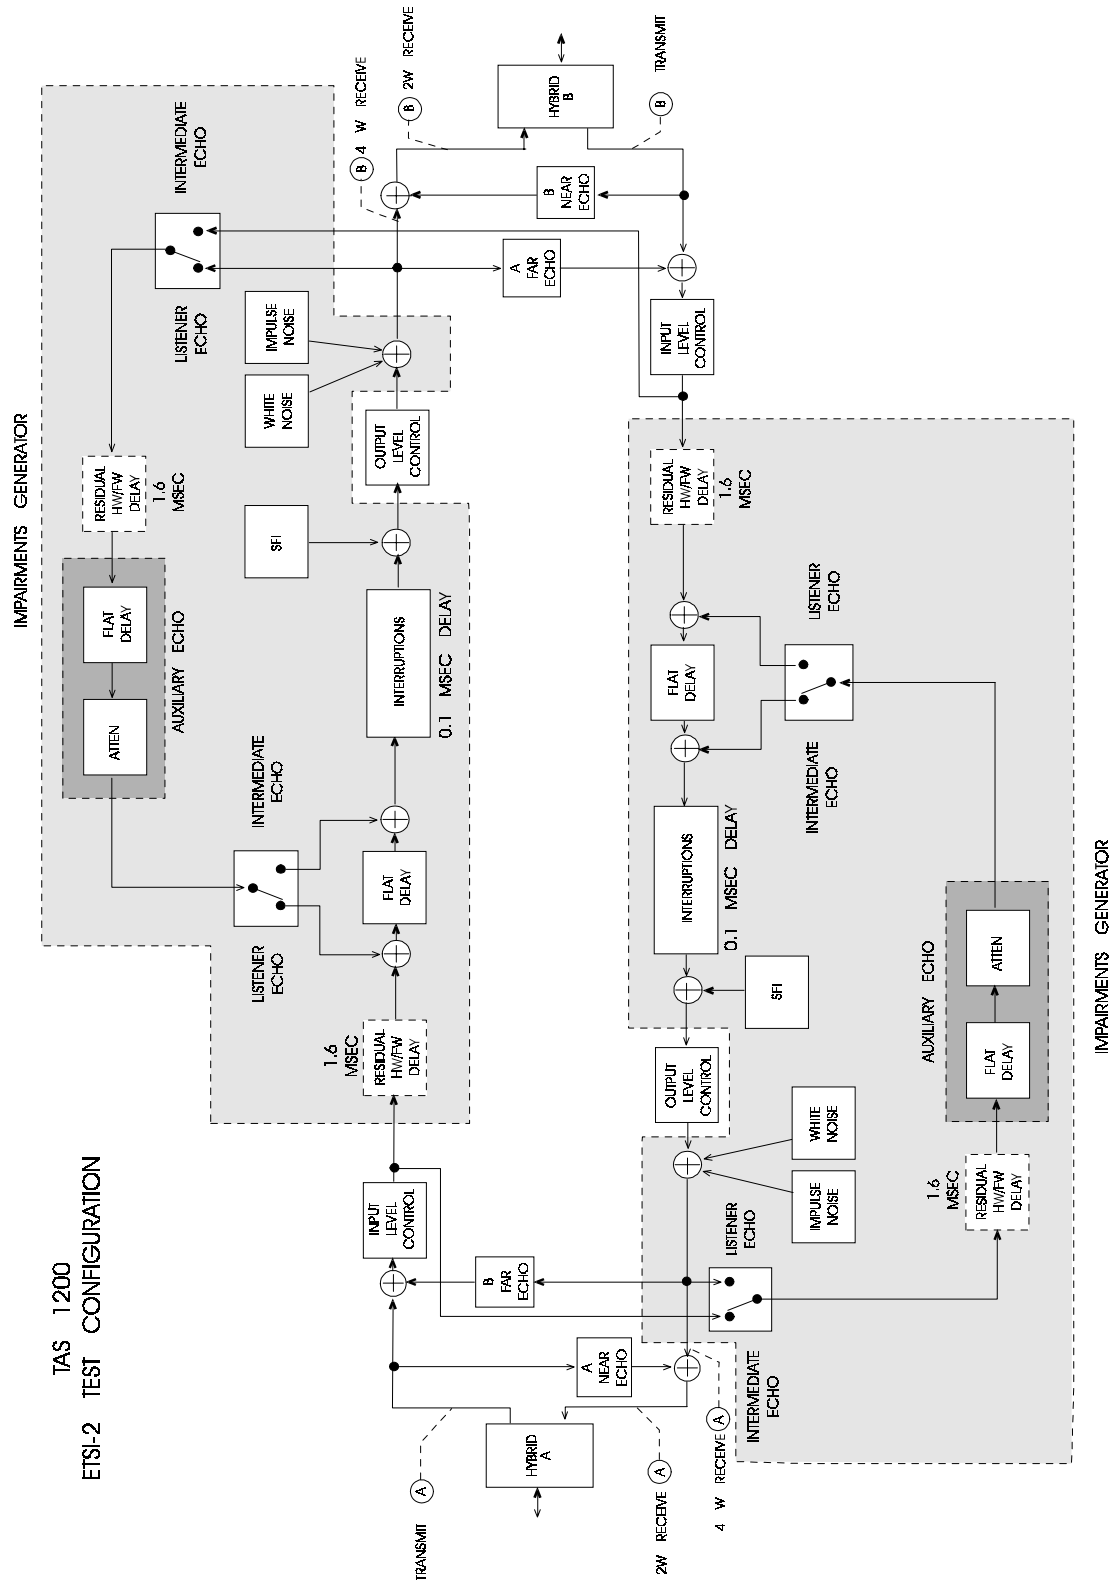 TAS 1200
ETSI-2 TEST CONFIGURATION
IMPAIRMENTS GENERATOR
INTERMEDIATE
ECHO
LISTENER
ECHO
RESIDUAL
HW/FW
DELAY
1.6
MSEC
FLAT
DELAY
ATTEN
AUXILIARY ECHO
WHITE
NOISE
IMPULSE
NOISE
SFI
INTERMEDIATE
ECHO
LISTENER
ECHO
TRANSMIT
A
HYBRID
A
INPUT
LEVEL
CONTROL
1.6
MSEC
RESIDUAL
HW/FW
DELAY
FLAT
DELAY
INTERRUPTIONS
0.1 MSEC DELAY
OUTPUT
LEVEL
CONTROL
B
4 W RECEIVE
B
2W RECEIVE
HYBRID
B
B
TRANSMIT
A
NEAR
ECHO
B
FAR
ECHO
A
FAR
ECHO
B
NEAR
ECHO
2W RECEIVE
A
4 W RECEIVE
A
OUTPUT
LEVEL
CONTROL
INTERRUPTIONS
0.1 MSEC DELAY
FLAT
DELAY
RESIDUAL
HW/FW
DELAY
1.6
MSEC
INPUT
LEVEL
CONTROL
INTERMEDIATE
ECHO
LISTENER
ECHO
IMPULSE
NOISE
WHITE
NOISE
SFI
INTERMEDIATE
ECHO
LISTENER
ECHO
1.6
MSEC
RESIDUAL
HW/FW
DELAY
AUXILIARY ECHO
FLAT
DELAY
ATTEN
IMPAIRMENTS GENERATOR